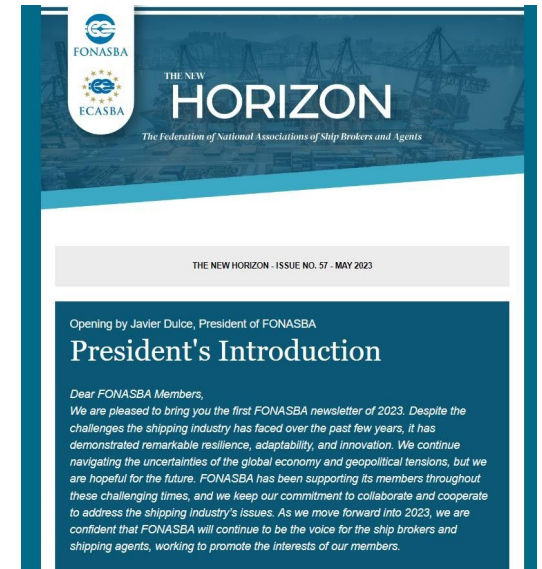 FONASBA
ECASBA
THE NEW
HORIZON
The Federation of National Associations of Ship Brokers and Agents
THE NEW HORIZON - ISSUE NO. 57 - MAY 2023
Opening by Javier Dulce, President of FONASBA
President's Introduction
Dear FONASBA Members,
We are pleased to bring you the first FONASBA newsletter of 2023. Despite the
challenges the shipping industry has faced over the past few years, it has
demonstrated remarkable resilience, adaptability, and innovation. We continue
navigating the uncertainties of the global economy and geopolitical tensions, but we
are hopeful for the future. FONASBA has been supporting its members throughout
these challenging times, and we keep our commitment to collaborate and cooperate
to address the shipping industry's issues. As we move forward into 2023, we are
confident that FONASBA will continue to be the voice for the ship brokers and
shipping agents, working to promote the interests of our members.